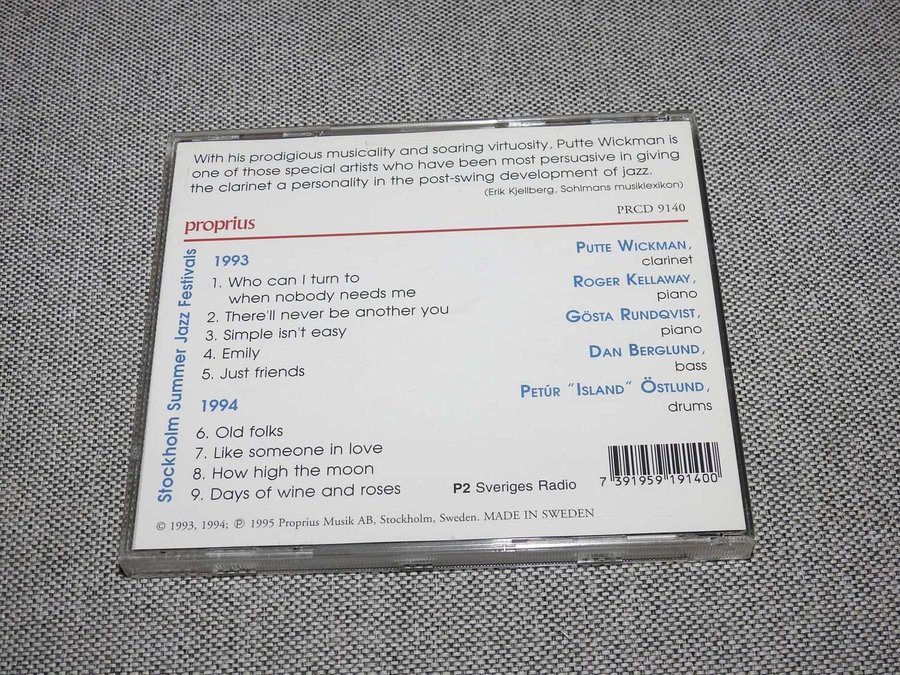 With his prodigious musicality and soaring virtuosity, Putte Wickman is
one of those special artists who have been most persuasive in giving
the clarinet a personality in the post-swing development of jazz.
(Erik Kjellberg, Sohlmans musiklexikon)
proprius
PRCD 9140
Stockholm Summer Jazz Festivals
1993
1. Who can I turn to
when nobody needs me
2. There'll never be another you
3. Simple isn't easy
4. Emily
5. Just friends
1994
6. Old folks
7. Like someone in love
8. How high the moon
9. Days of wine and roses
PUTTE WICKMAN,
clarinet
ROGER KELLAWAY,
piano
GÖSTA RUNDQVIST,
piano
DAN BERGLUND,
bass
PETÚR "ISLAND" ÖSTLUND,
drums
P2 Sveriges Radio
7 391959 191400
© 1993, 1994; ℗ 1995 Proprius Musik AB, Stockholm, Sweden. MADE IN SWEDEN